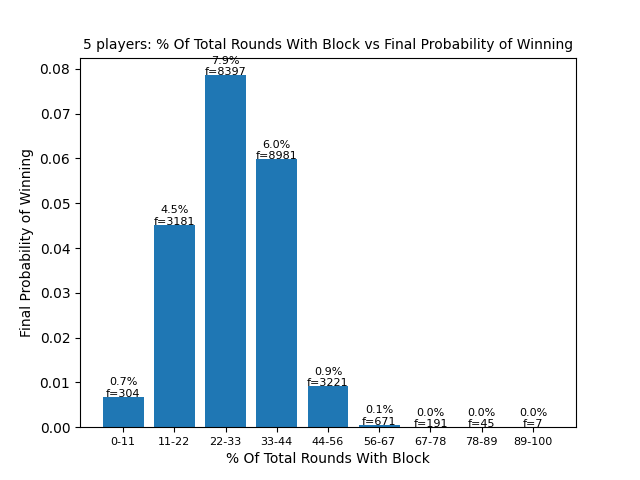 5 players: % Of Total Rounds With Block vs Final Probability of Winning
Final Probability of Winning
0.08
0.07
0.06
0.05
0.04
0.03
0.02
0.01
0.00
0.7%
f=304
4.5%
f=3181
7.9%
f=8397
6.0%
f=8981
0.9%
f=3221
0.1%
f=671
0.0%
f=191
0.0%
f=45
0.0%
f=7
0-11
11-22
22-33
33-44
44-56
56-67
67-78
78-89
89-100
% Of Total Rounds With Block